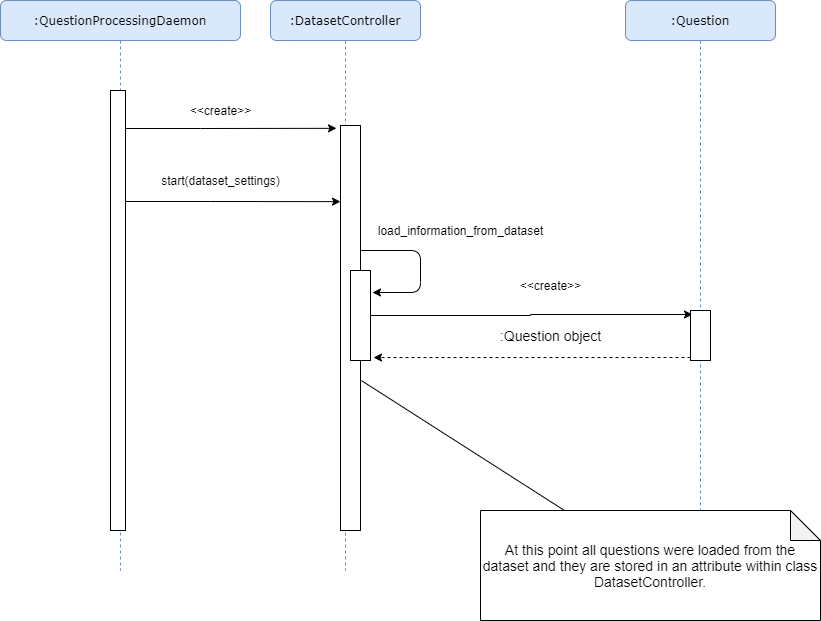 :QuestionProcessingDaemon
:DatasetController
:Question
<<create>>
start(dataset_settings)
load_information_from_dataset
<<create>>
:Question object
At this point all questions were loaded from the
dataset and they are stored in an attribute within class
DatasetController.